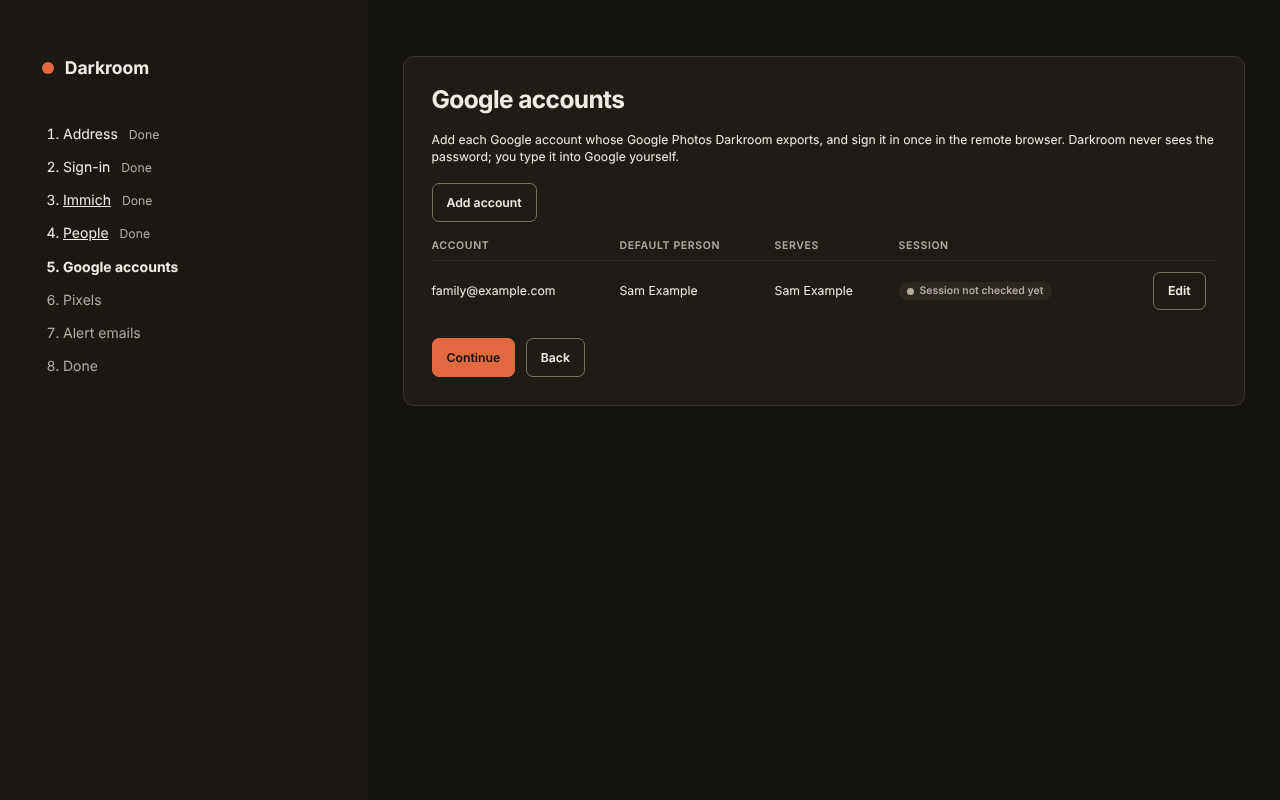 Darkroom
1. Address Done
2. Sign-in Done
3. Immich Done
4. People Done
5. Google accounts
6. Pixels
7. Alert emails
8. Done
Google accounts
Add each Google account whose Google Photos Darkroom exports, and sign it in once in the remote browser. Darkroom never sees the
password; you type it into Google yourself.
Add account
ACCOUNT DEFAULT PERSON SERVES SESSION
family@example.com Sam Example Sam Example Session not checked yet Edit
Continue Back